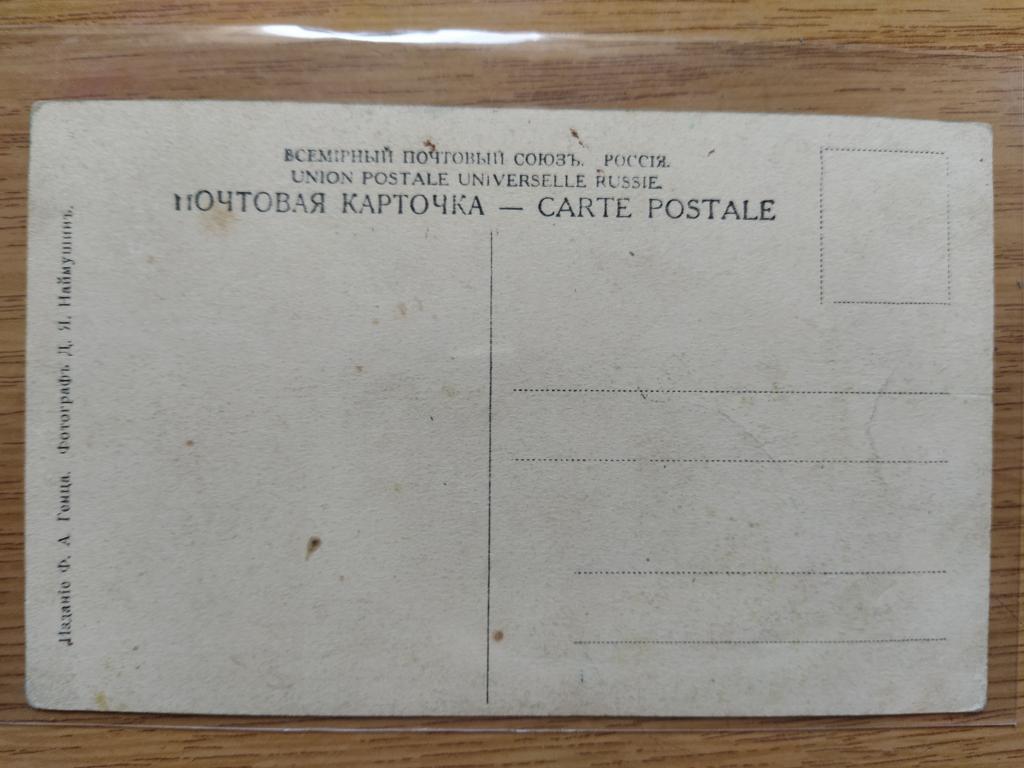 ВСЕМІРНЫЙ ПОЧТОВЫЙ СОЮЗЪ. РОССІЯ.
UNION POSTALE UNIVERSELLE RUSSIE.
ПОЧТОВАЯ КАРТОЧКА — CARTE POSTALE
Изданіе Ф. А Генца. Фотографъ Д. Я. Наймушинъ.